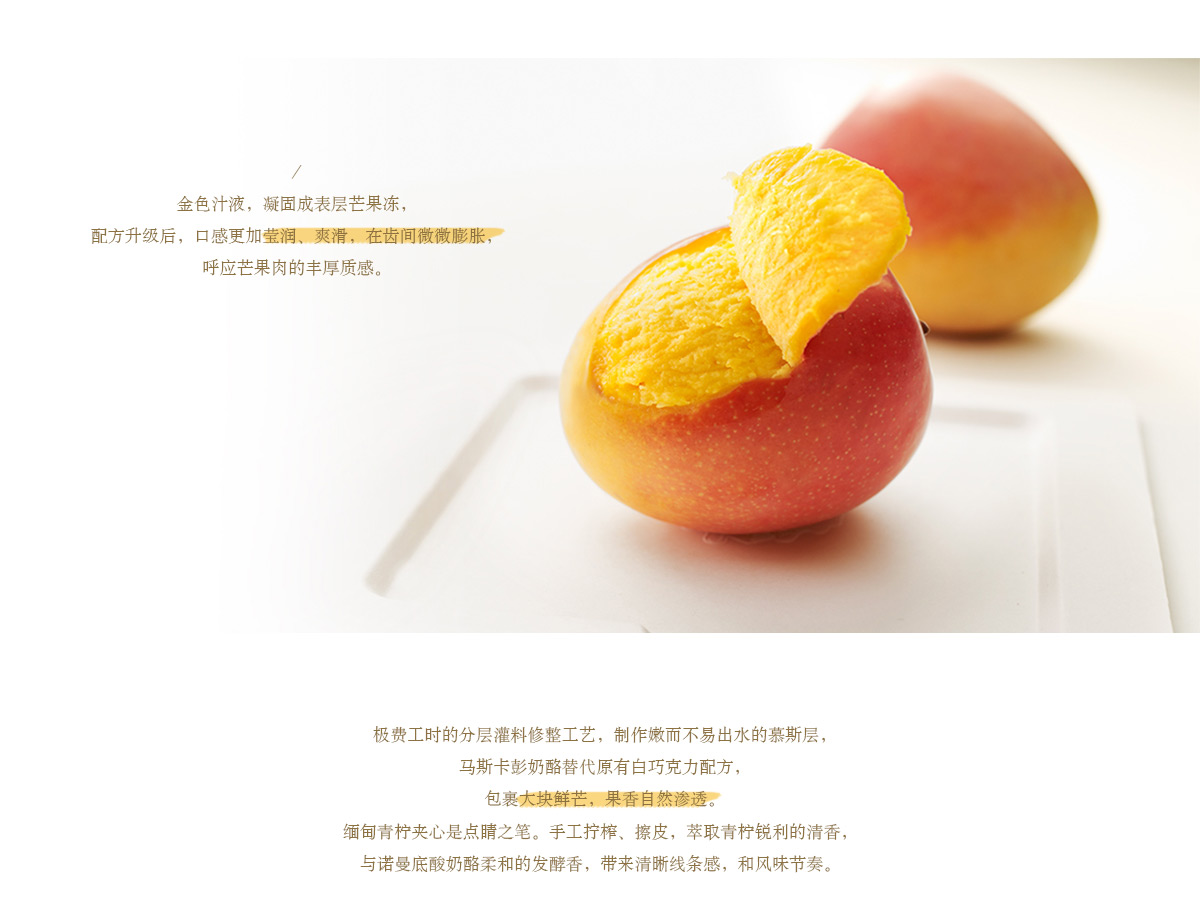 金色汁液，凝固成表层芒果冻，
配方升级后，口感更加莹润、爽滑，在齿间微微膨胀，
呼应芒果肉的丰厚质感。
极费工时的分层灌料修整工艺，制作嫩而不易出水的慕斯层，
马斯卡彭奶酪替代原有白巧克力配方，
包裹大块鲜芒，果香自然渗透。
缅甸青柠夹心是点睛之笔。手工拧榨、擦皮，萃取青柠锐利的清香，
与诺曼底酸奶酪柔和的发酵香，带来清晰线条感，和风味节奏。